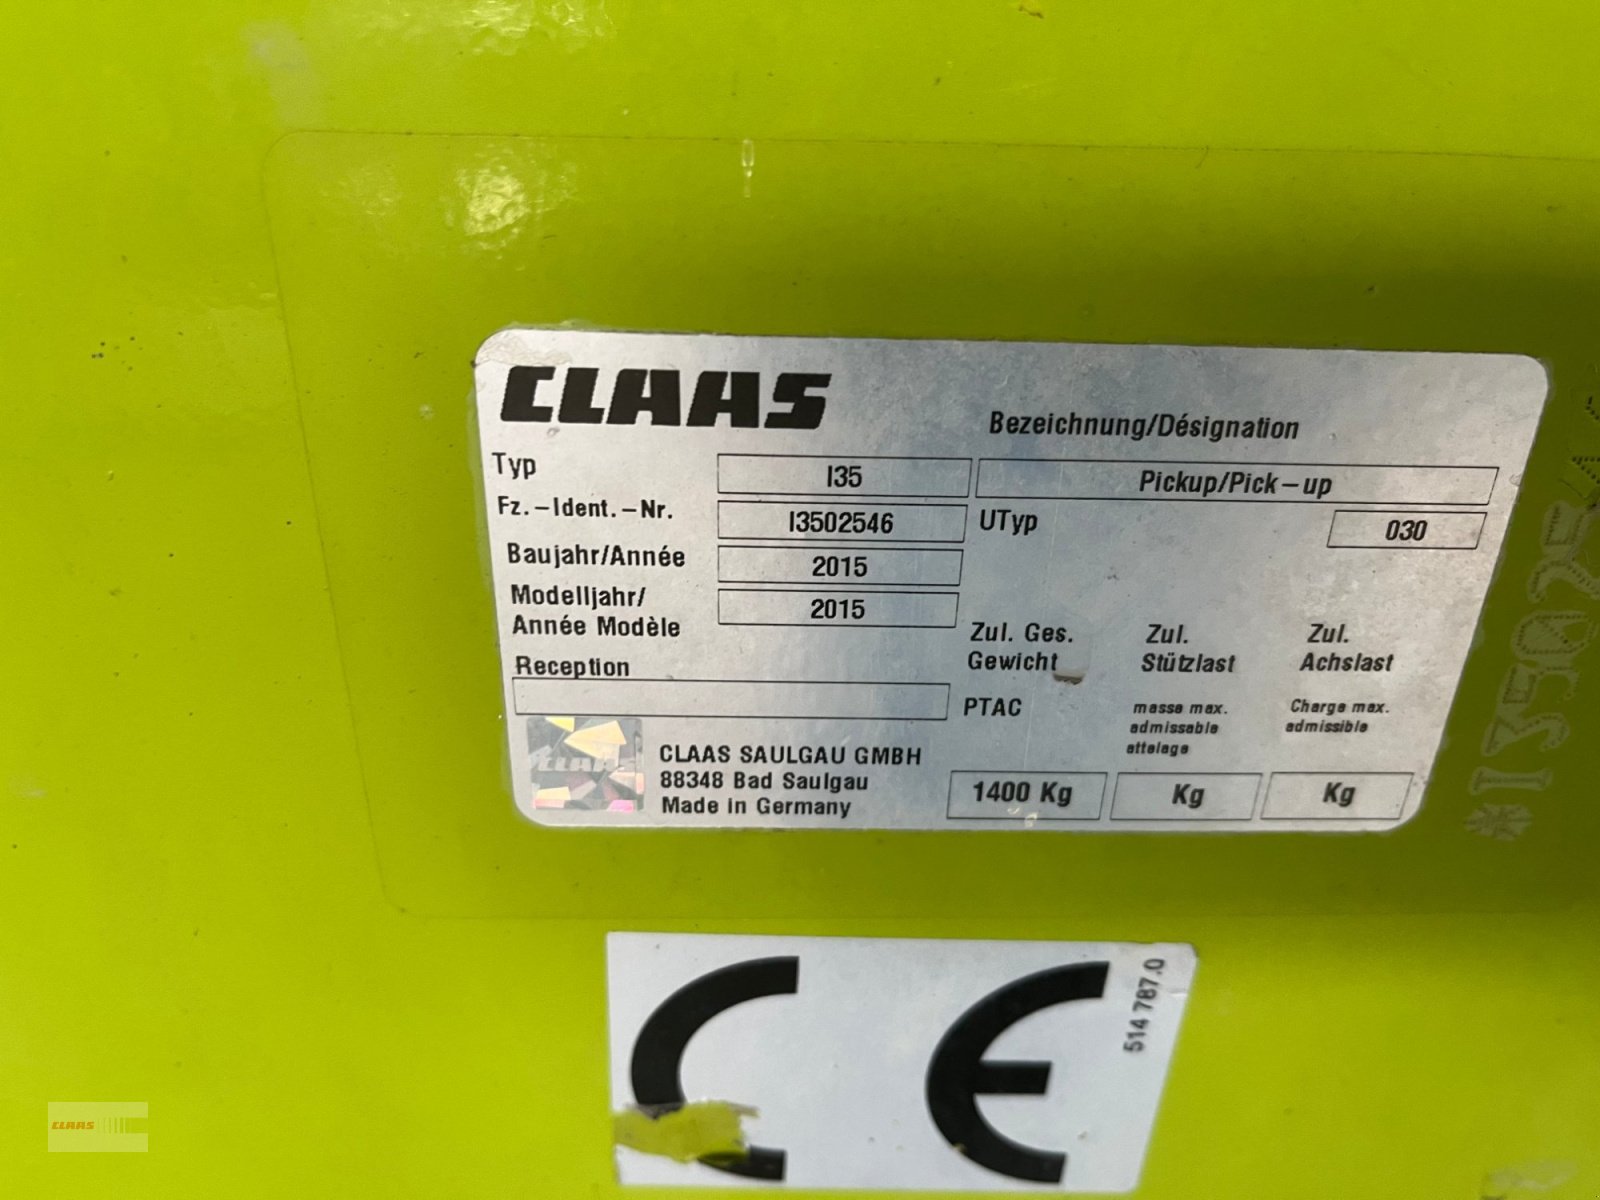 CLAAS
Bezeichnung/Désignation
Typ I35 Pickup/Pick-up
Fz.-Ident.-Nr. I3502546 UTyp 030
Baujahr/Année 2015
Modelljahr/
Année Modèle 2015
Reception
Zul. Ges.
Gewicht
PTAC
1400 Kg
Zul.
Stützlast
masse max.
admissable
attelage
Kg
Zul.
Achslast
Charge max.
admissible
Kg
CLAAS
CLAAS SAULGAU GMBH
88348 Bad Saulgau
Made in Germany
CE
514 787.0
CLAAS